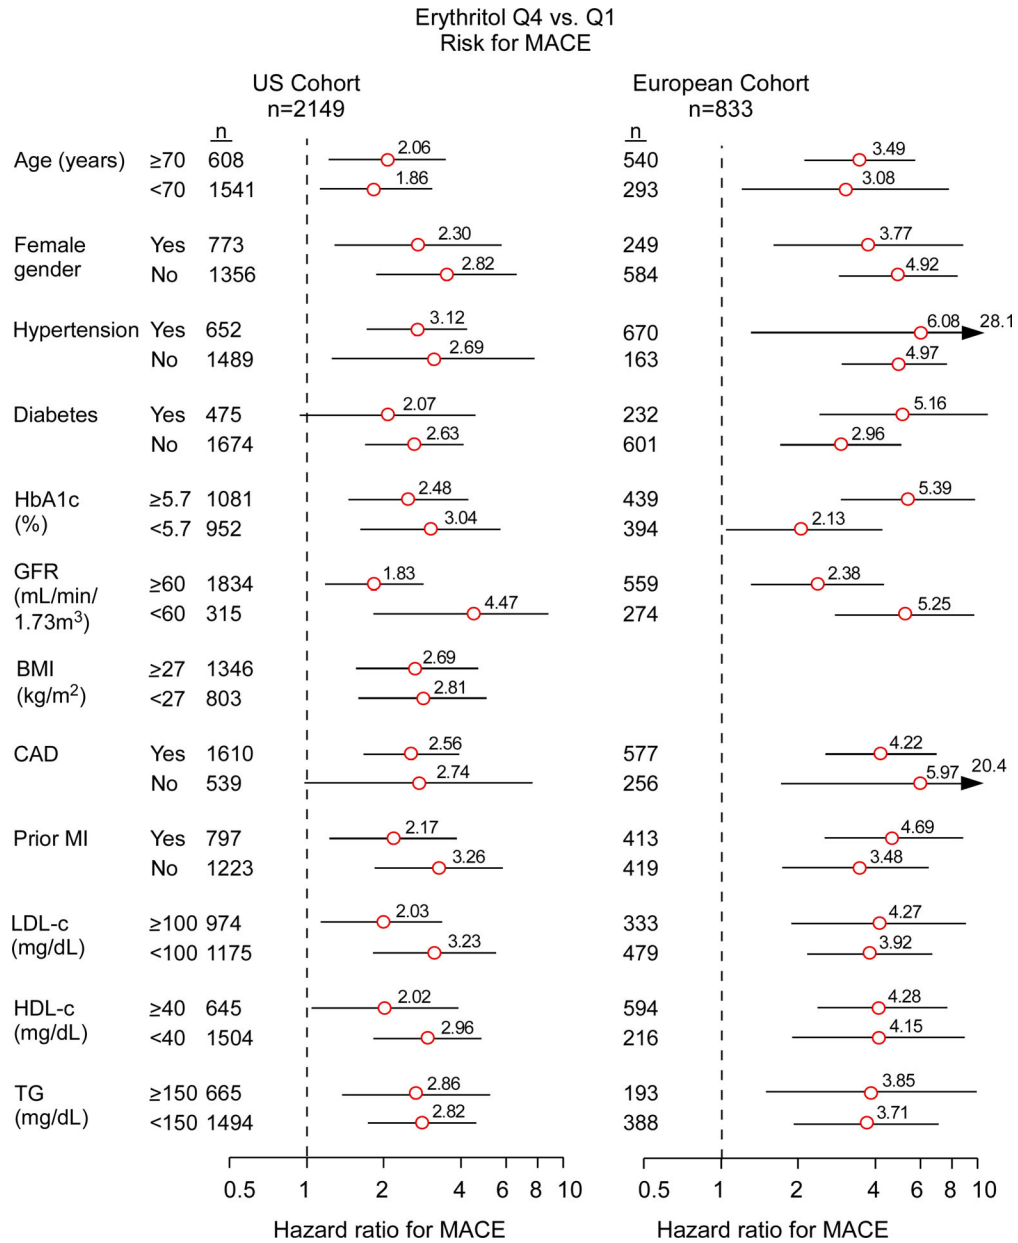 Erythritol Q4 vs. Q1
Risk for MACE
US Cohort
n=2149
European Cohort
n=833
n
n
Age (years) ≥70 608 2.06 540 3.49
<70 1541 1.86 293 3.08
Female
gender
Yes 773 2.30 249 3.77
No 1356 2.82 584 4.92
Hypertension Yes 652 3.12 670 6.08 28.1
No 1489 2.69 163 4.97
Diabetes Yes 475 2.07 232 5.16
No 1674 2.63 601 2.96
HbA1c
(%)
≥5.7 1081 2.48 439 5.39
<5.7 952 3.04 394 2.13
GFR
(mL/min/
1.73m³)
≥60 1834 1.83 559 2.38
<60 315 4.47 274 5.25
BMI
(kg/m²)
≥27 1346 2.69
<27 803 2.81
CAD Yes 1610 2.56 577 4.22
No 539 2.74 256 5.97 20.4
Prior MI Yes 797 2.17 413 4.69
No 1223 3.26 419 3.48
LDL-c
(mg/dL)
≥100 974 2.03 333 4.27
<100 1175 3.23 479 3.92
HDL-c
(mg/dL)
≥40 645 2.02 594 4.28
<40 1504 2.96 216 4.15
TG
(mg/dL)
≥150 665 2.86 193 3.85
<150 1494 2.82 388 3.71
0.5 1 2 4 6 8 10
0.5 1 2 4 6 8 10
Hazard ratio for MACE
Hazard ratio for MACE